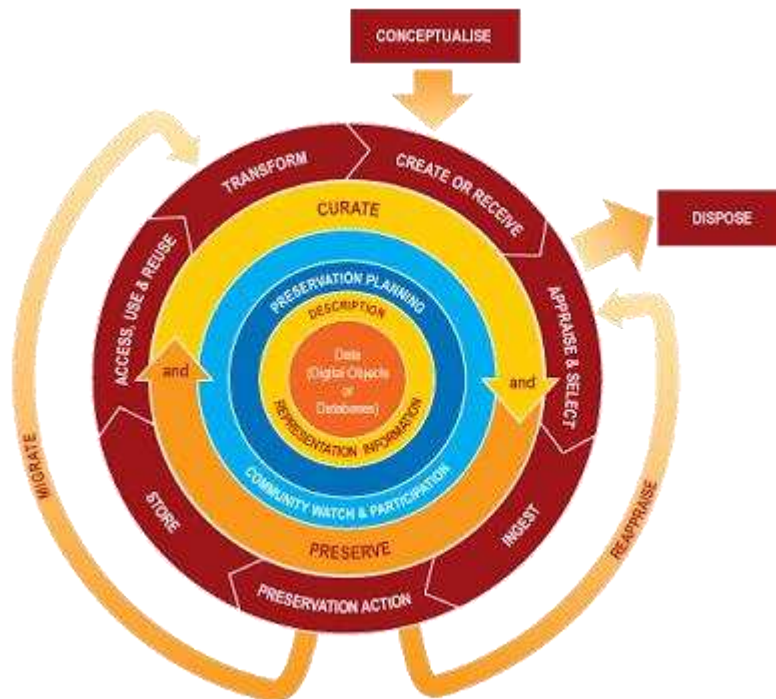 CONCEPTUALISE
CREATE OR RECEIVE
DISPOSE
APPRAISE & SELECT
REAPPRAISE
INGEST
PRESERVATION ACTION
STORE
MIGRATE
ACCESS, USE & REUSE
TRANSFORM
CURATE
and
PRESERVE
and
COMMUNITY WATCH & PARTICIPATION
PRESERVATION PLANNING
DESCRIPTION
REPRESENTATION INFORMATION
Data
(Digital Objects
or
Databases)